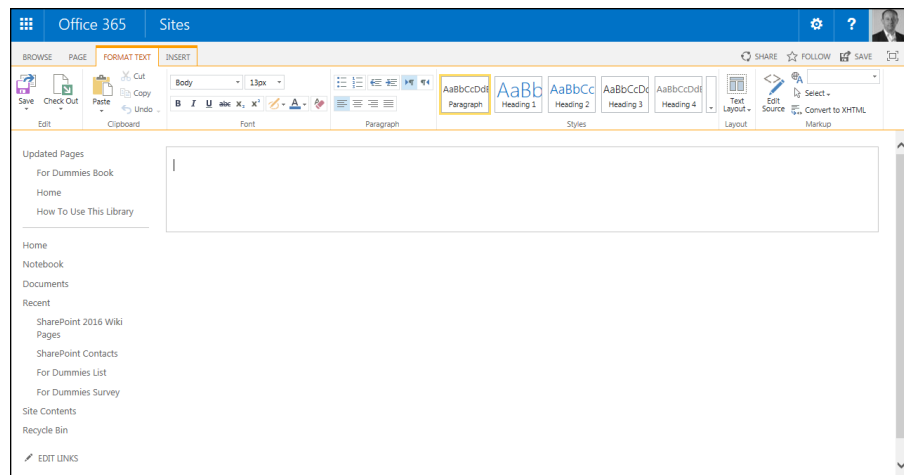 Office 365 Sites ?
BROWSE PAGE FORMAT TEXT INSERT SHARE FOLLOW SAVE
Save Check Out Paste Cut Copy Undo Body 13px AaBbCcDdE AaBb AaBbCc AaBbCcDc AaBbCcDdE Text Layout Edit Source Select Convert to XHTML
B I U abc X₂ X² A Paragraph Heading 1 Heading 2 Heading 3 Heading 4
Edit Clipboard Font Paragraph Styles Layout Markup
Updated Pages
For Dummies Book
Home
How To Use This Library
Home
Notebook
Documents
Recent
SharePoint 2016 Wiki
Pages
SharePoint Contacts
For Dummies List
For Dummies Survey
Site Contents
Recycle Bin
EDIT LINKS